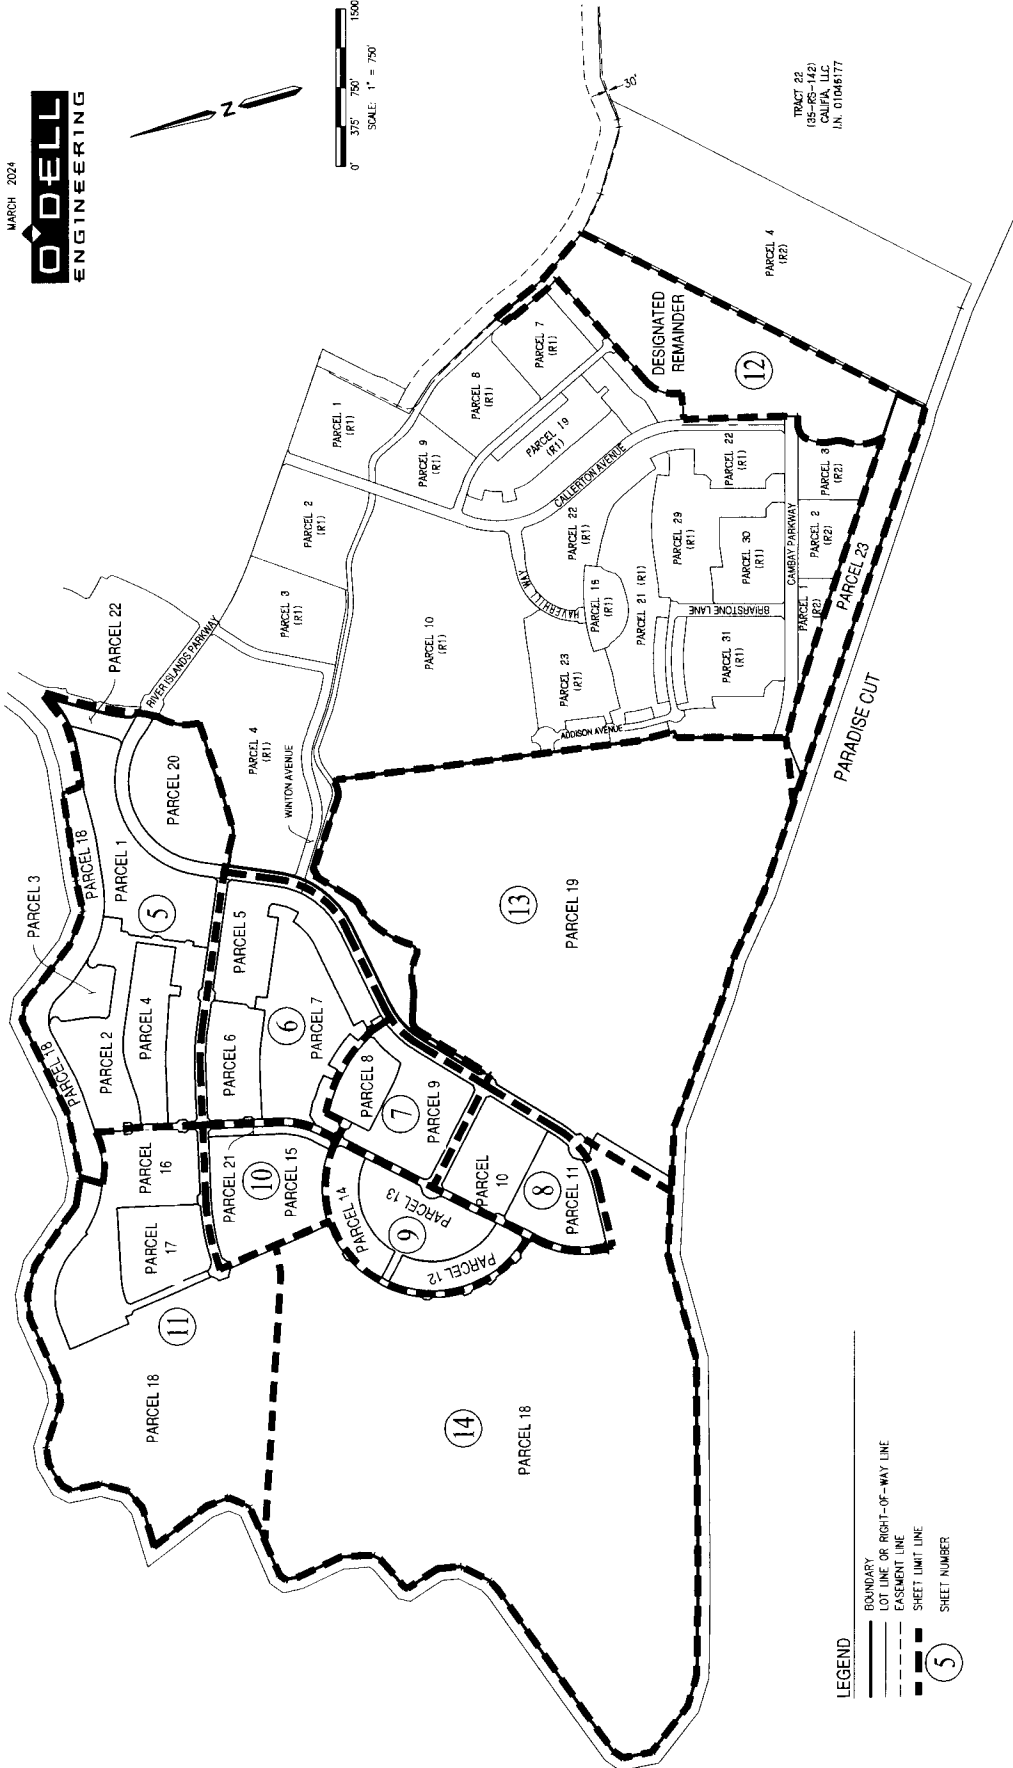 MARCH 2024
O'DELL
ENGINEERING
N
0'
375'
750'
1500
SCALE: 1" = 750'
30'
TRACT 22
(35-RS-142)
CALIFIA, LLC
I.N. 01046177
PARCEL 4
(R2)
DESIGNATED
REMAINDER
12
PARCEL 7
(R1)
PARCEL 8
(R1)
PARCEL 9
(R1)
PARCEL 19
(R1)
PARCEL 1
(R1)
PARCEL 2
(R1)
PARCEL 3
(R1)
PARCEL 4
(R1)
PARCEL 10
(R1)
CALLERTON AVENUE
PARCEL 22
(R1)
PARCEL 22
(R1)
PARCEL 29
(R1)
PARCEL 30
(R1)
PARCEL 31
(R1)
PARCEL 21 (R1)
(R1)
PARCEL 23
(R1)
HAVERHILL WAY
BRIARSTONE LANE
ADDISON AVENUE
CAMBAY PARKWAY
PARCEL 3
(R2)
PARCEL 2
(R2)
PARCEL 1
(R2)
PARCEL 23
PARADISE CUT
RIVER ISLANDS PARKWAY
WINTON AVENUE
PARCEL 22
PARCEL 20
PARCEL 18
PARCEL 1
PARCEL 3
5
PARCEL 4
PARCEL 2
PARCEL 18
PARCEL 5
PARCEL 6
6
PARCEL 7
PARCEL 8
7
PARCEL 9
13
PARCEL 19
PARCEL
16
PARCEL
17
PARCEL 21
10
PARCEL 15
PARCEL 14
PARCEL 13
9
PARCEL 12
PARCEL
10
8
PARCEL 11
11
PARCEL 18
14
PARCEL 18
LEGEND
BOUNDARY
LOT LINE OR RIGHT-OF-WAY LINE
EASEMENT LINE
SHEET LIMIT LINE
5
SHEET NUMBER